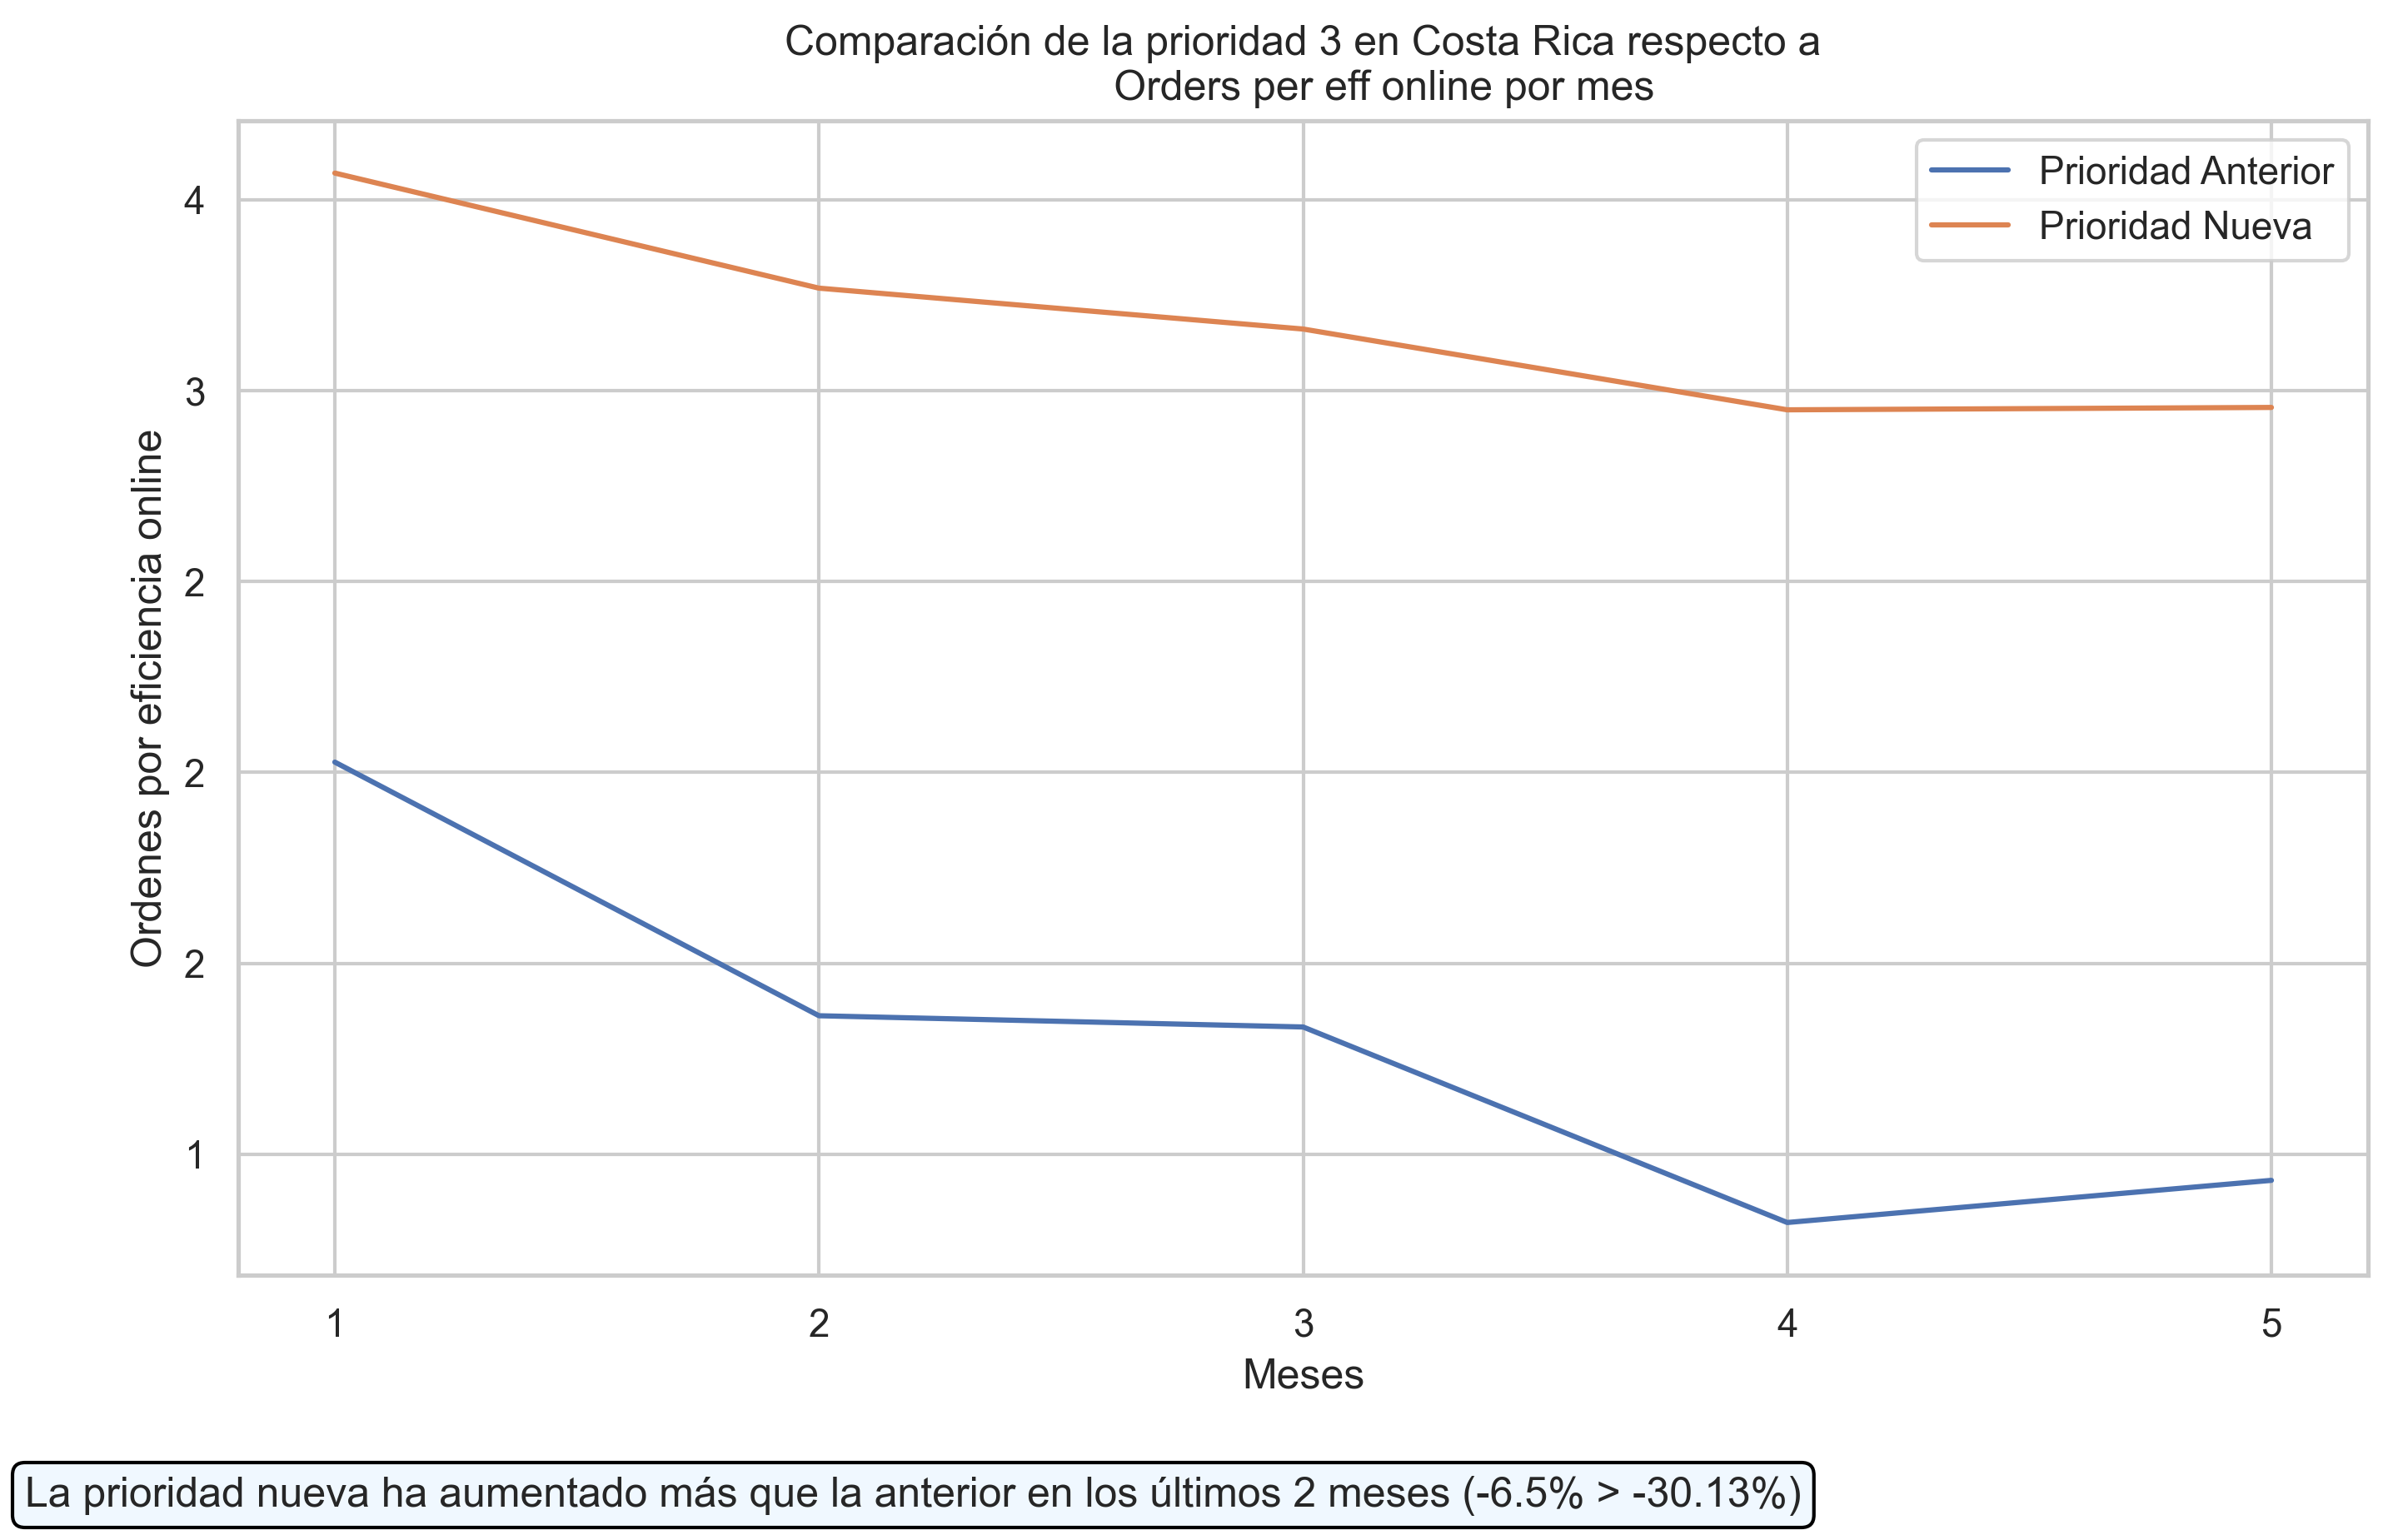 Comparación de la prioridad 3 en Costa Rica respecto a
Orders per eff online por mes
Prioridad Anterior
Prioridad Nueva
Ordenes por eficiencia online
4
3
2
2
2
1
1
2
3
4
5
Meses
La prioridad nueva ha aumentado más que la anterior en los últimos 2 meses (-6.5% > -30.13%)